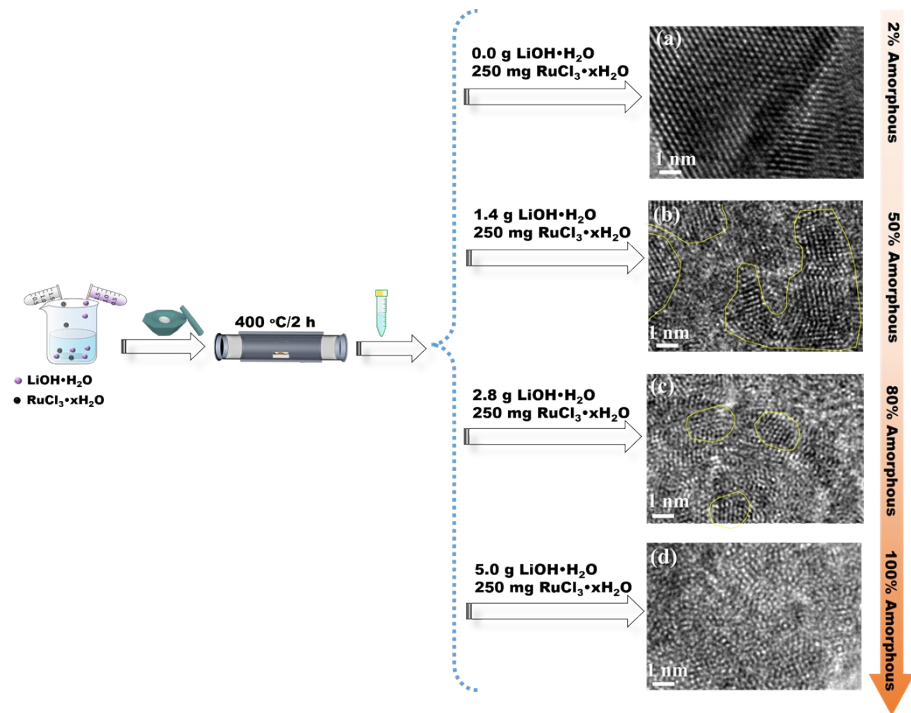 LiOH•H₂O
RuCl₃•xH₂O
400 °C/2 h
0.0 g LiOH•H₂O
250 mg RuCl₃•xH₂O
(a)
1 nm
2% Amorphous
1.4 g LiOH•H₂O
250 mg RuCl₃•xH₂O
(b)
1 nm
50% Amorphous
2.8 g LiOH•H₂O
250 mg RuCl₃•xH₂O
(c)
1 nm
80% Amorphous
5.0 g LiOH•H₂O
250 mg RuCl₃•xH₂O
(d)
1 nm
100% Amorphous